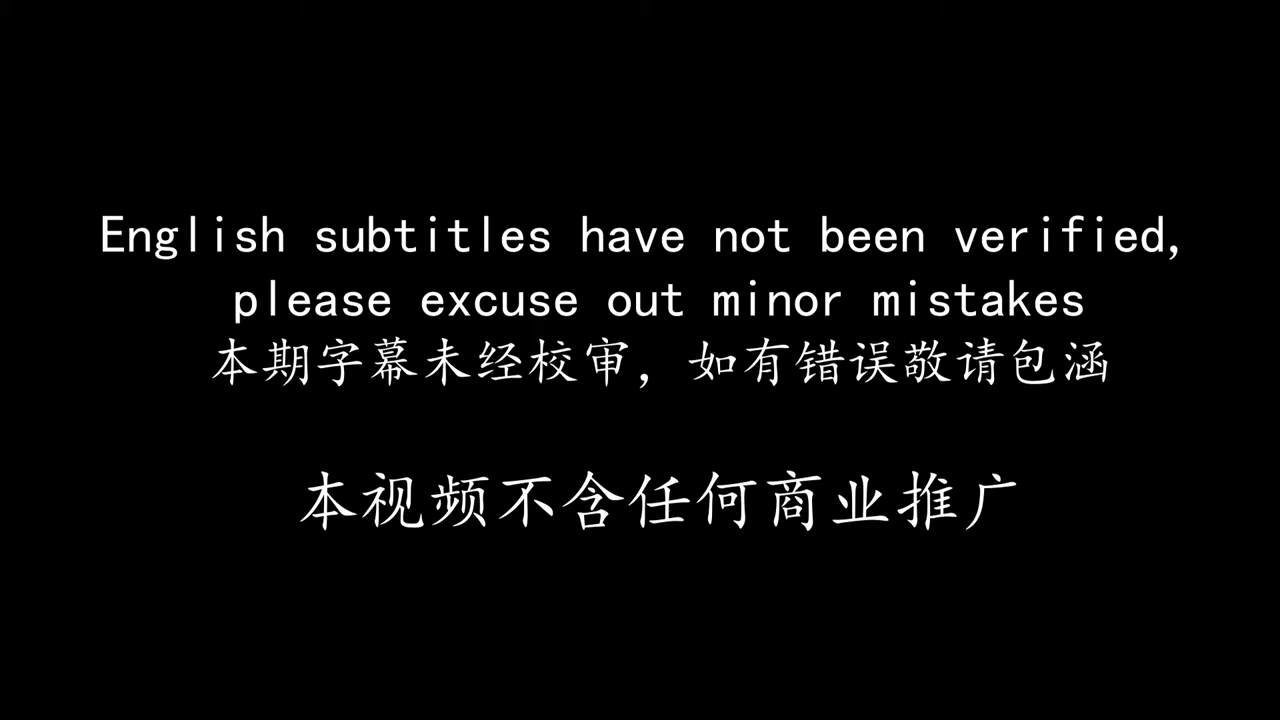 English subtitles have not been verified,
please excuse out minor mistakes
本期字幕未经校审，如有错误敬请包涵
本视频不含任何商业推广